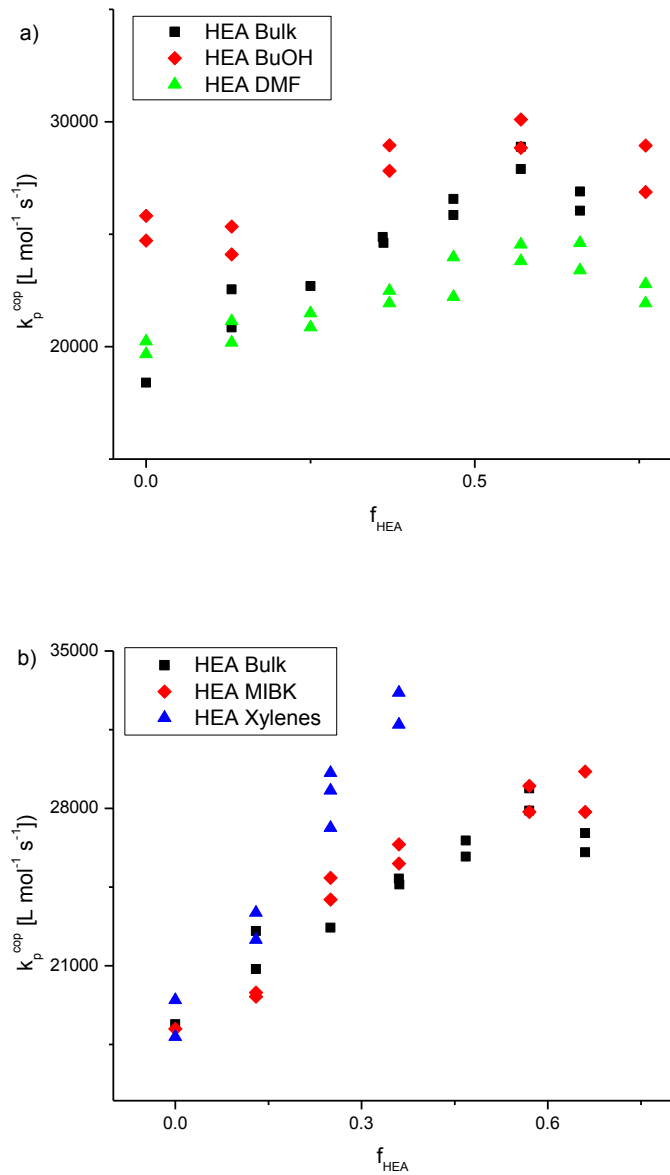 a)
HEA Bulk
HEA BuOH
HEA DMF
30000
20000
k_p^cop [L mol⁻¹ s⁻¹])
0.0
0.5
f_HEA
b)
35000
HEA Bulk
HEA MIBK
HEA Xylenes
28000
21000
k_p^cop [L mol⁻¹ s⁻¹])
0.0
0.3
0.6
f_HEA